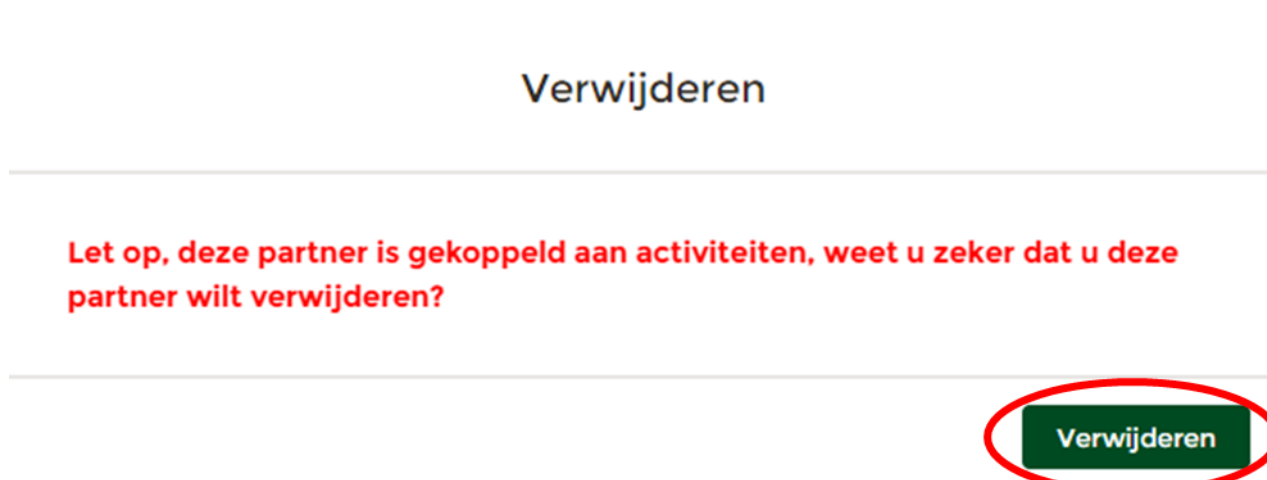 Verwijderen
Let op, deze partner is gekoppeld aan activiteiten, weet u zeker dat u deze
partner wilt verwijderen?
Verwijderen